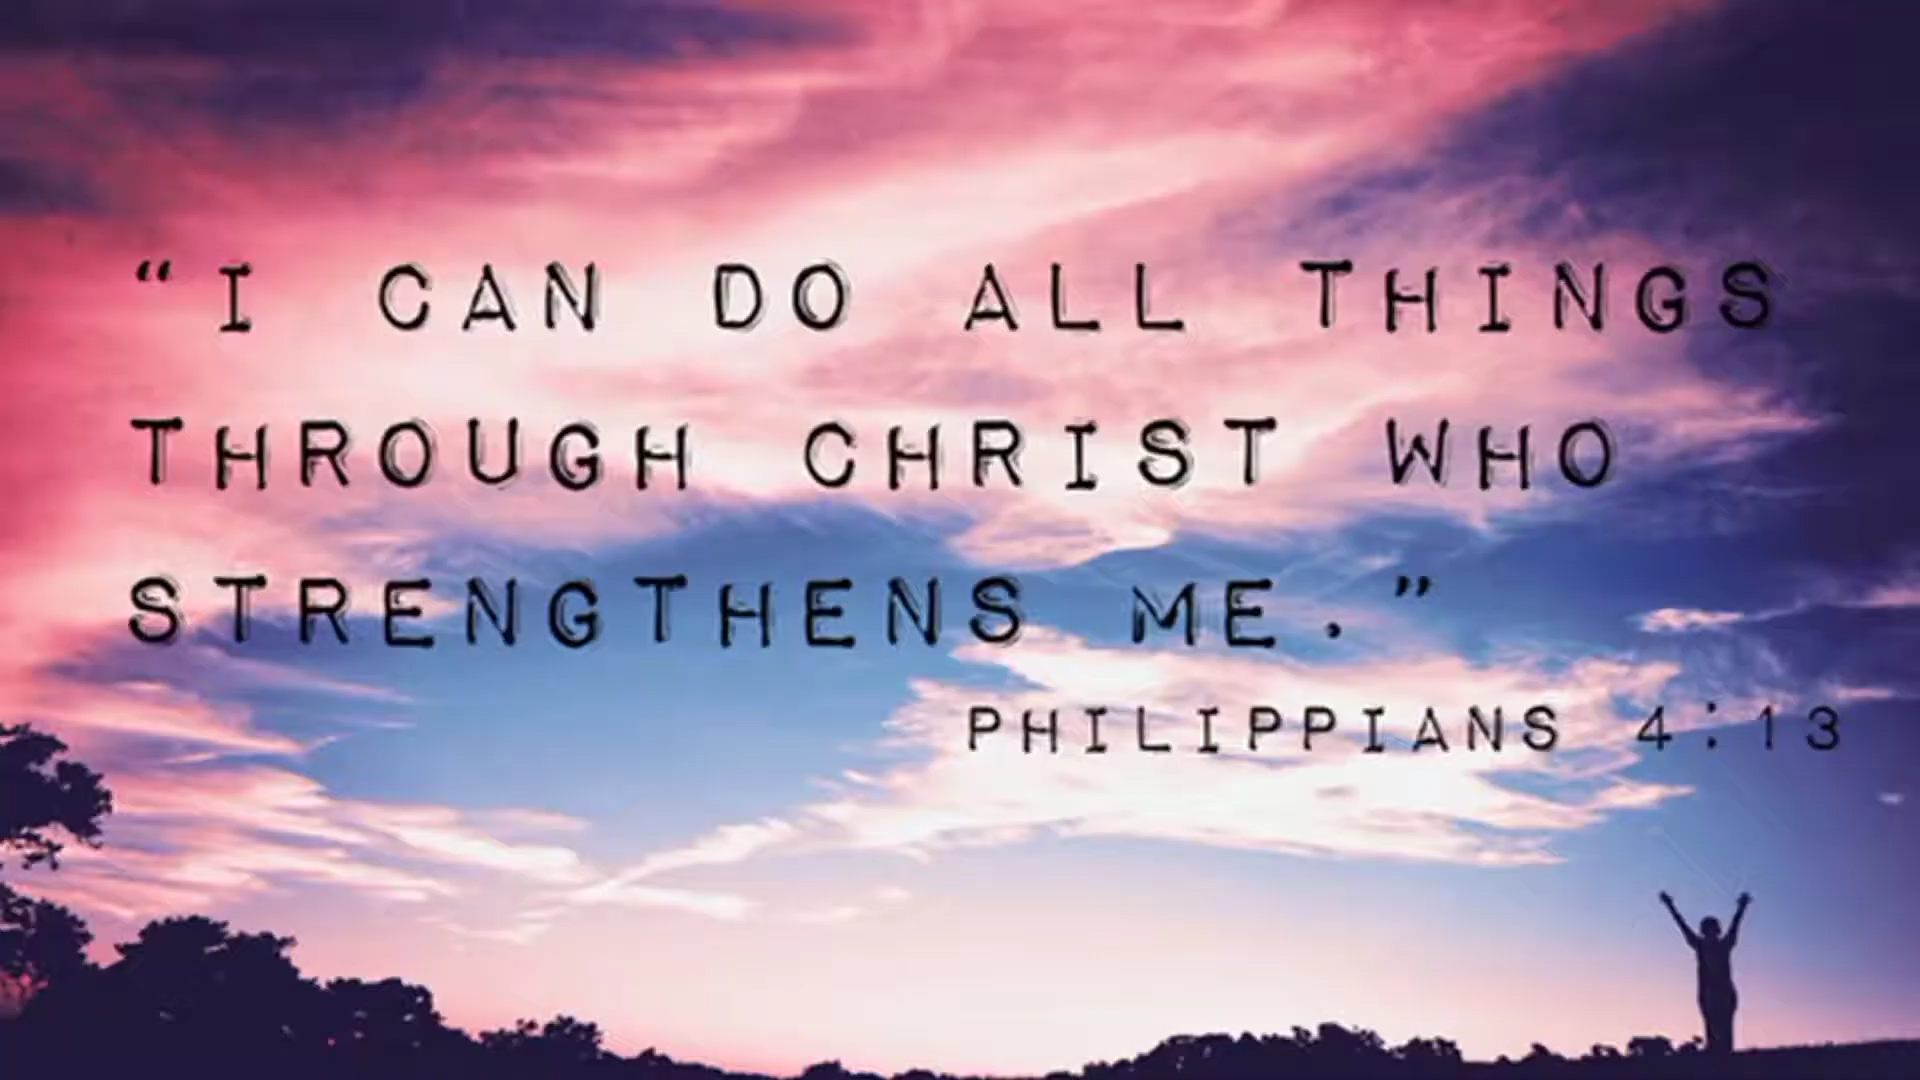 “I CAN DO ALL THINGS
THROUGH CHRIST WHO
STRENGTHENS ME.”
PHILIPPIANS 4:13